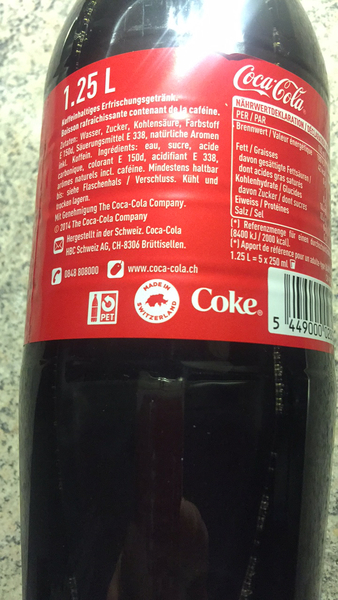 1.25 L
Koffeinhaltiges Erfrischungsgetränk.
Boisson rafraichissante contenant de la caféine.
Zutaten: Wasser, Zucker, Kohlensäure, Farbstoff
E 150d, Säuerungsmittel E 338, natürliche Aromen
inkl. Koffein. Ingrédients: eau, sucre, acide
carbonique, colorant E 150d, acidifiant E 338,
arômes naturels incl. caféine. Mindestens haltbar
bis: siehe Flaschenhals / Verschluss. Kühl und
trocken lagern.
Mit Genehmigung The Coca-Cola Company
© 2014 The Coca-Cola Company
Hergestellt in der Schweiz. Coca-Cola
HBC Schweiz AG, CH-8306 Brüttisellen.
0848 808000
www.coca-cola.ch
PET
MADE IN
SWITZERLAND
Coke®
Coca-Cola
NÄHRWERTDEKLARATION
PER / PAR
Brennwert / Valeur énergétique
Fett / Graisses
davon gesättigte Fettsäuren /
dont acides gras saturés
Kohlenhydrate / Glucides
davon Zucker / dont sucres
Eiweiss / Protéines
Salz / Sel
(*) Referenzmenge für einen
(8400 kJ / 2000 kcal).
(*) Apport de référence pour un
1.25 L = 5 x 250 ml
5 449000